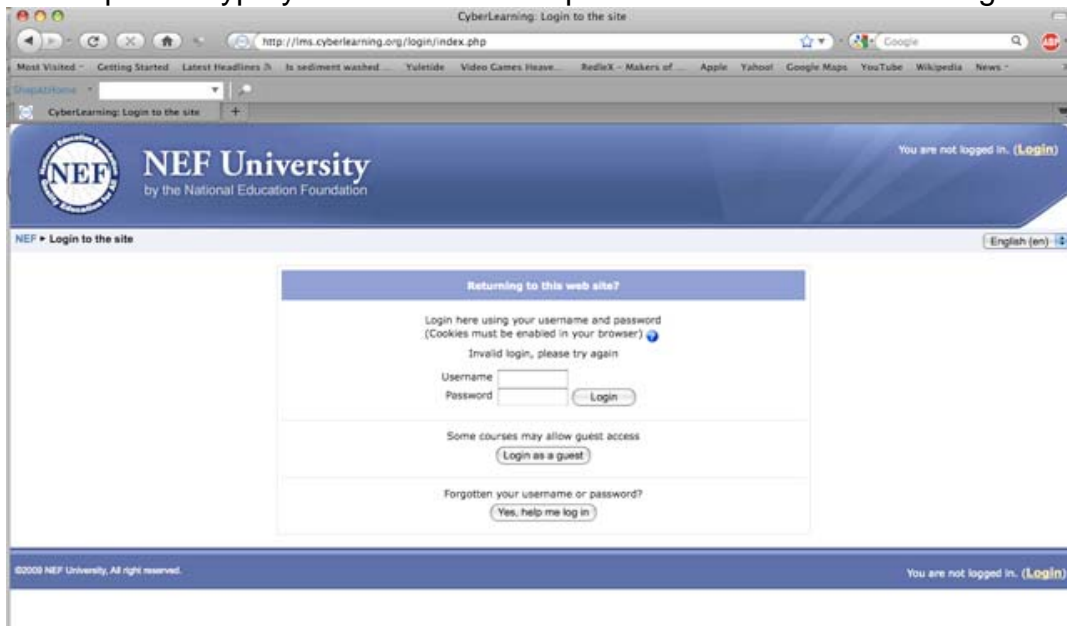 CyberLearning: Login to the site
http://lms.cyberlearning.org/login/index.php
Google
ABP
Most Visited Getting Started Latest Headlines Is sediment washed ... Yuletide Video Games Heave... RedleX – Makers of ... Apple Yahoo! Google Maps YouTube Wikipedia News
CyberLearning: Login to the site +
NEF
NEF University
by the National Education Foundation
You are not logged in. (Login)
NEF ► Login to the site
English (en)
Returning to this web site?
Login here using your username and password
(Cookies must be enabled in your browser)
Invalid login, please try again
Username
Password
Login
Some courses may allow guest access
Login as a guest
Forgotten your username or password?
Yes, help me log in
©2009 NEF University, All right reserved.
You are not logged in. (Login)